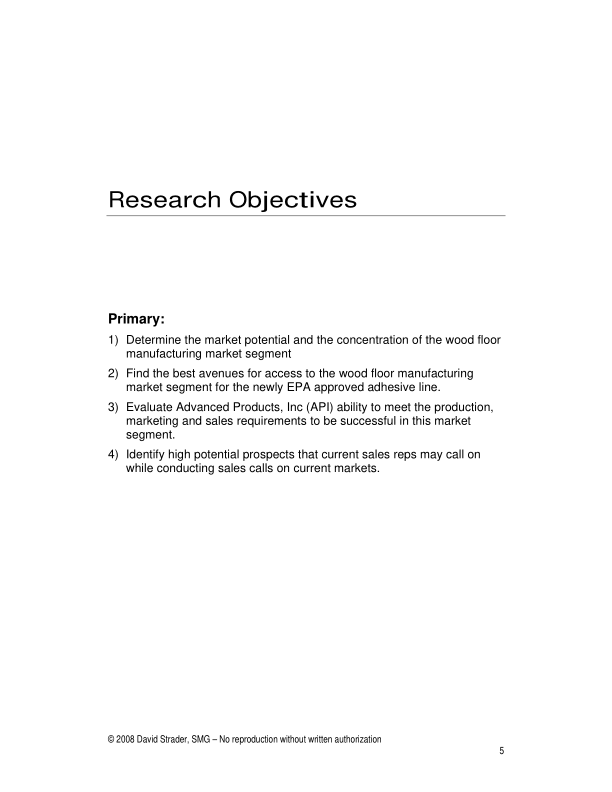 Research Objectives
Primary:
1) Determine the market potential and the concentration of the wood floor
manufacturing market segment
2) Find the best avenues for access to the wood floor manufacturing
market segment for the newly EPA approved adhesive line.
3) Evaluate Advanced Products, Inc (API) ability to meet the production,
marketing and sales requirements to be successful in this market
segment.
4) Identify high potential prospects that current sales reps may call on
while conducting sales calls on current markets.
© 2008 David Strader, SMG – No reproduction without written authorization
5